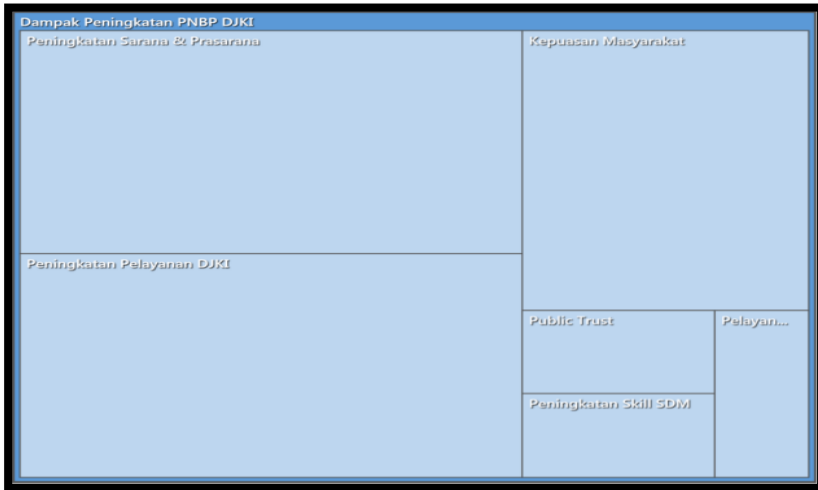 Dampak Peningkatan PNBP DJKI
Peningkatan Sarana & Prasarana
Kepuasan Masyarakat
Peningkatan Pelayanan DJKI
Public Trust
Pelayan...
Peningkatan Skill SDM